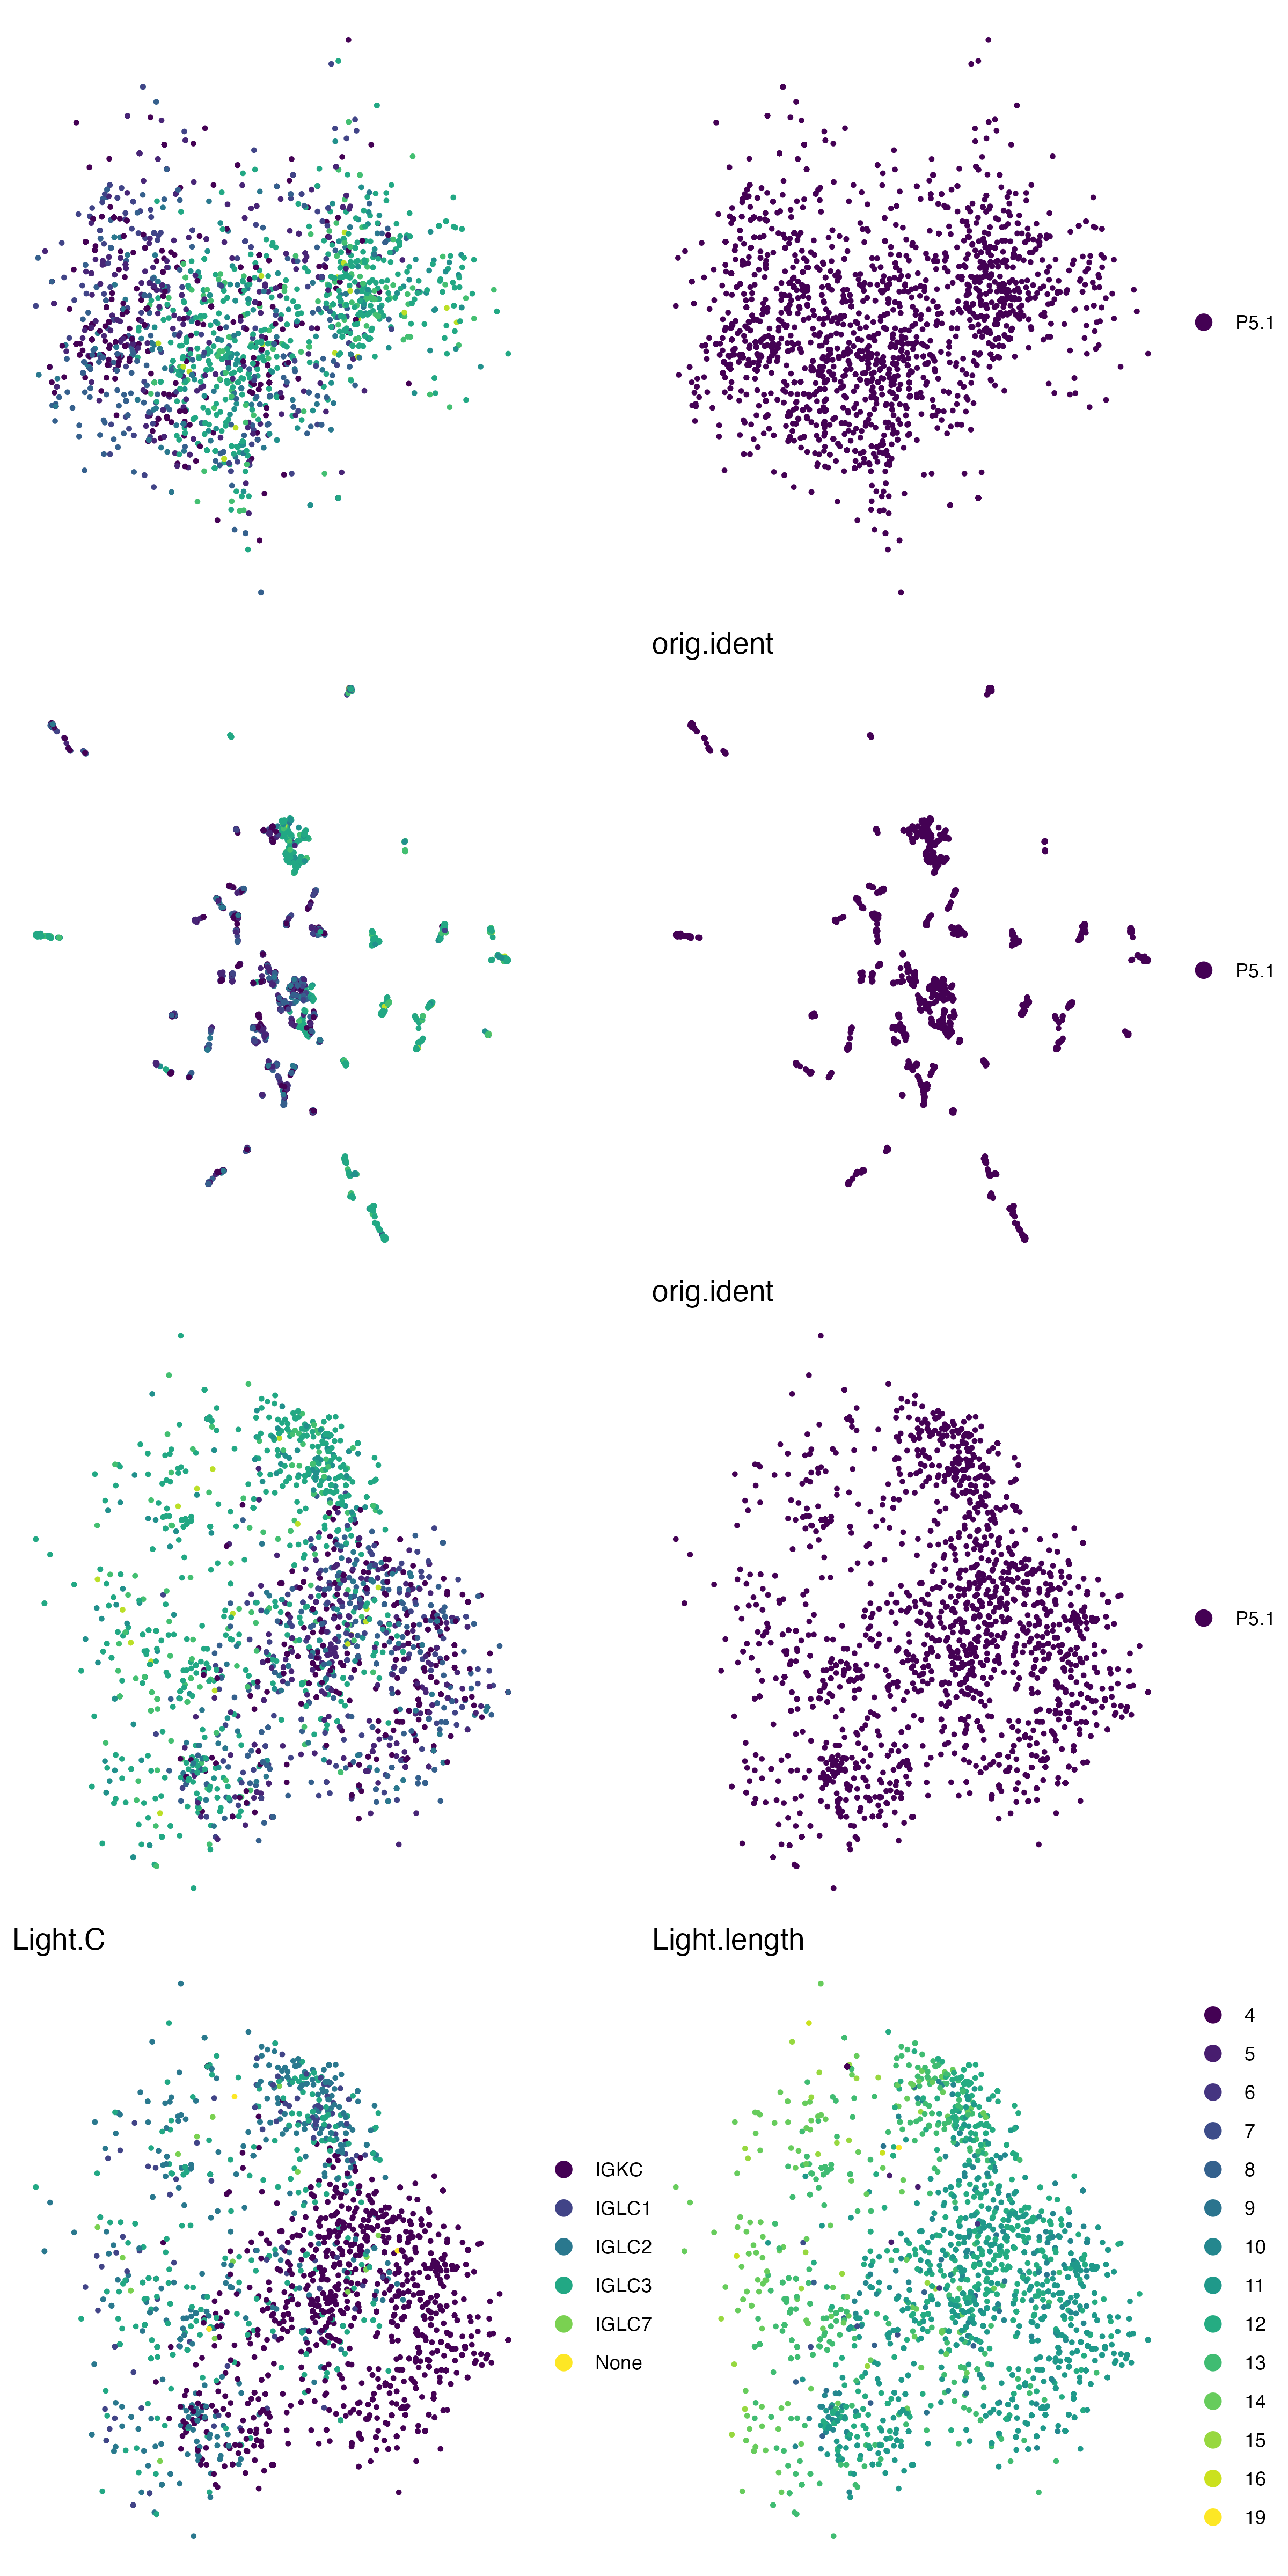 P5.1
orig.ident
P5.1
orig.ident
P5.1
Light.C
Light.length
IGKC
IGLC1
IGLC2
IGLC3
IGLC7
None
4
5
6
7
8
9
10
11
12
13
14
15
16
19